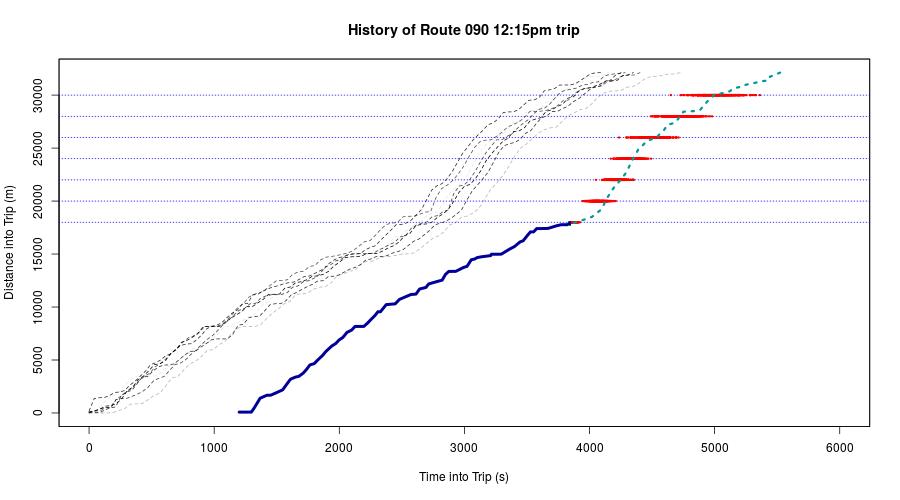 History of Route 090 12:15pm trip
Distance into Trip (m)
30000
25000
20000
15000
10000
5000
0
0 1000 2000 3000 4000 5000 6000
Time into Trip (s)